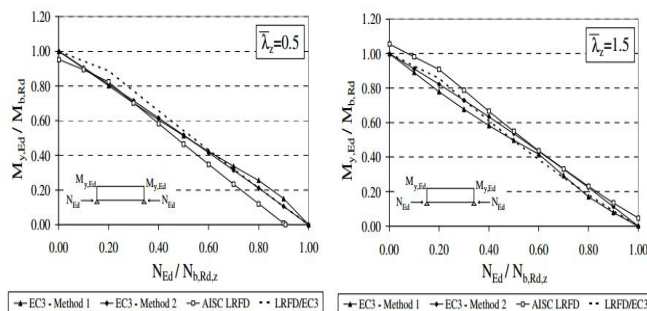 M_y,Ed / M_b,Rd
1.20
1.00
0.80
0.60
0.40
0.20
0.00
λ̄_z=0.5
M_y,Ed M_y,Ed
N_Ed N_Ed
0.00 0.20 0.40 0.60 0.80 1.00
N_Ed / N_b,Rd,z
EC3 - Method 1 EC3 - Method 2 AISC LRFD LRFD/EC3
M_y,Ed / M_b,Rd
1.20
1.00
0.80
0.60
0.40
0.20
0.00
λ̄_z=1.5
M_y,Ed M_y,Ed
N_Ed N_Ed
0.00 0.20 0.40 0.60 0.80 1.00
N_Ed / N_b,Rd,z
EC3 - Method 1 EC3 - Method 2 AISC LRFD LRFD/EC3